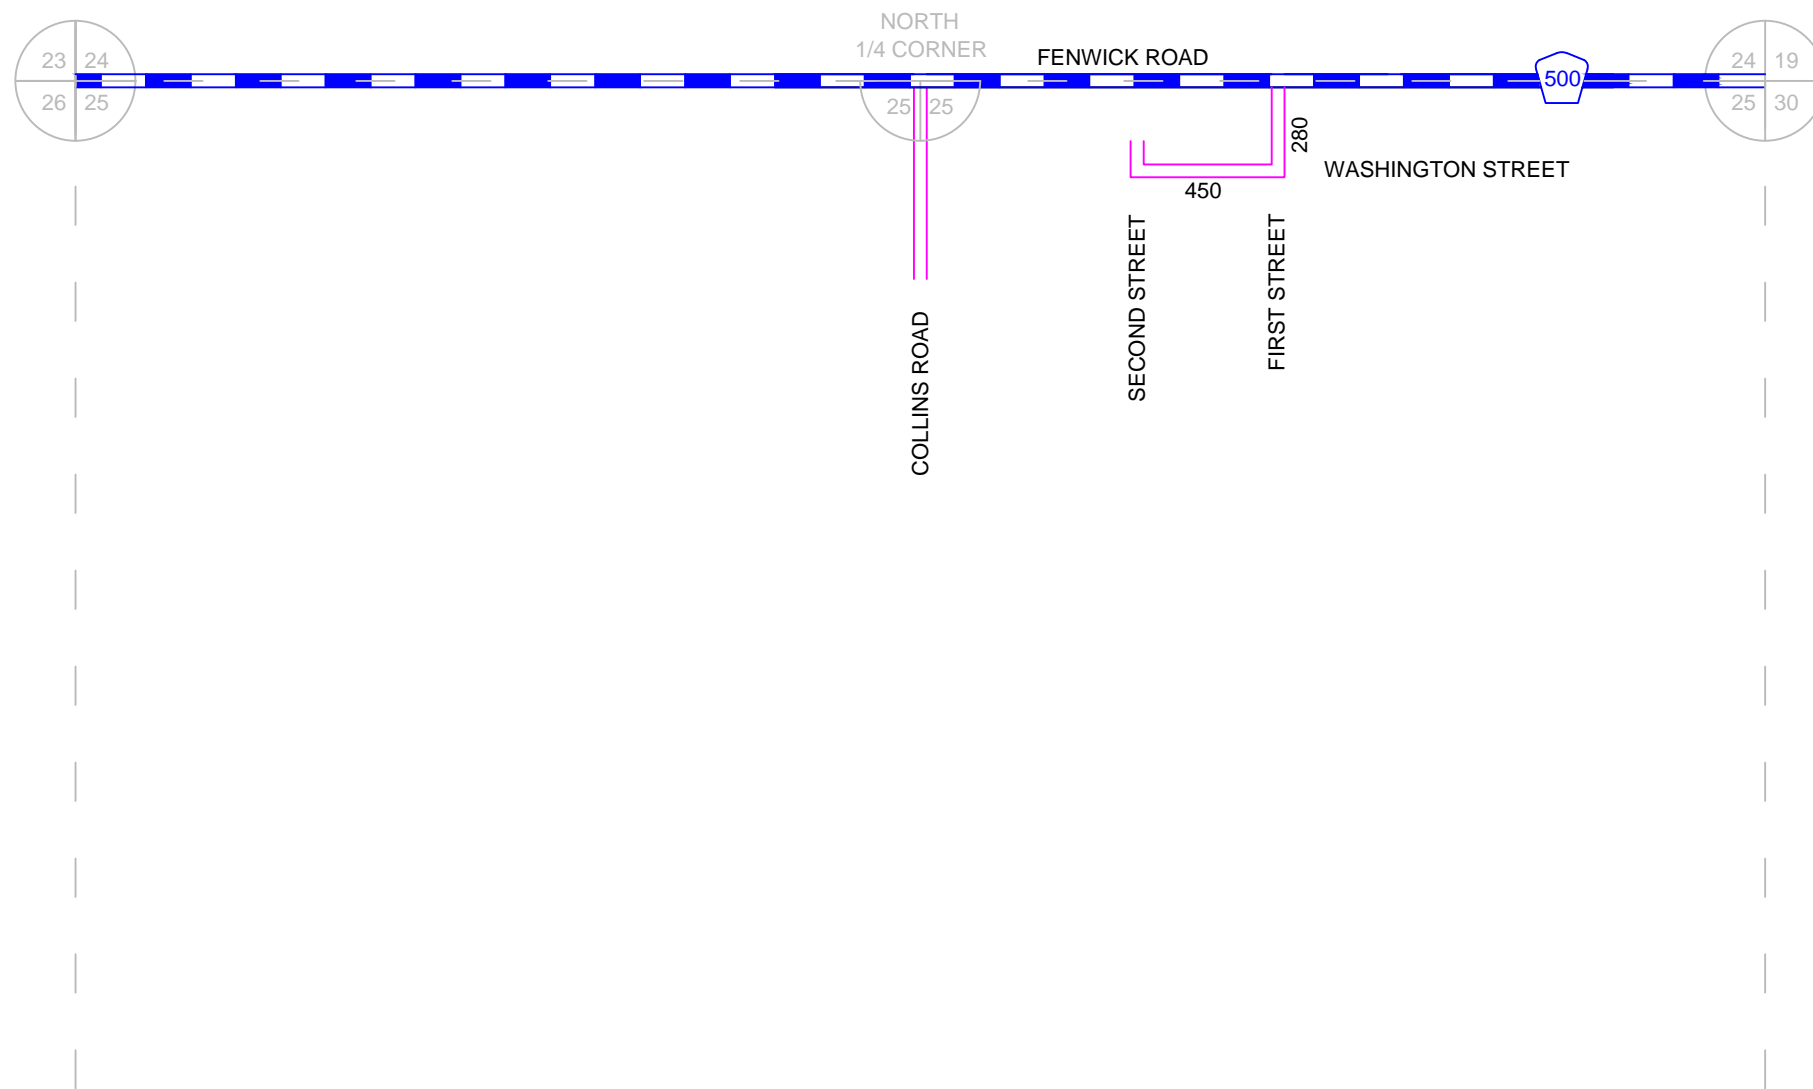 NORTH
1/4 CORNER
FENWICK ROAD
23 24
26 25
25 25
500
24 19
25 30
280
WASHINGTON STREET
450
SECOND STREET
FIRST STREET
COLLINS ROAD